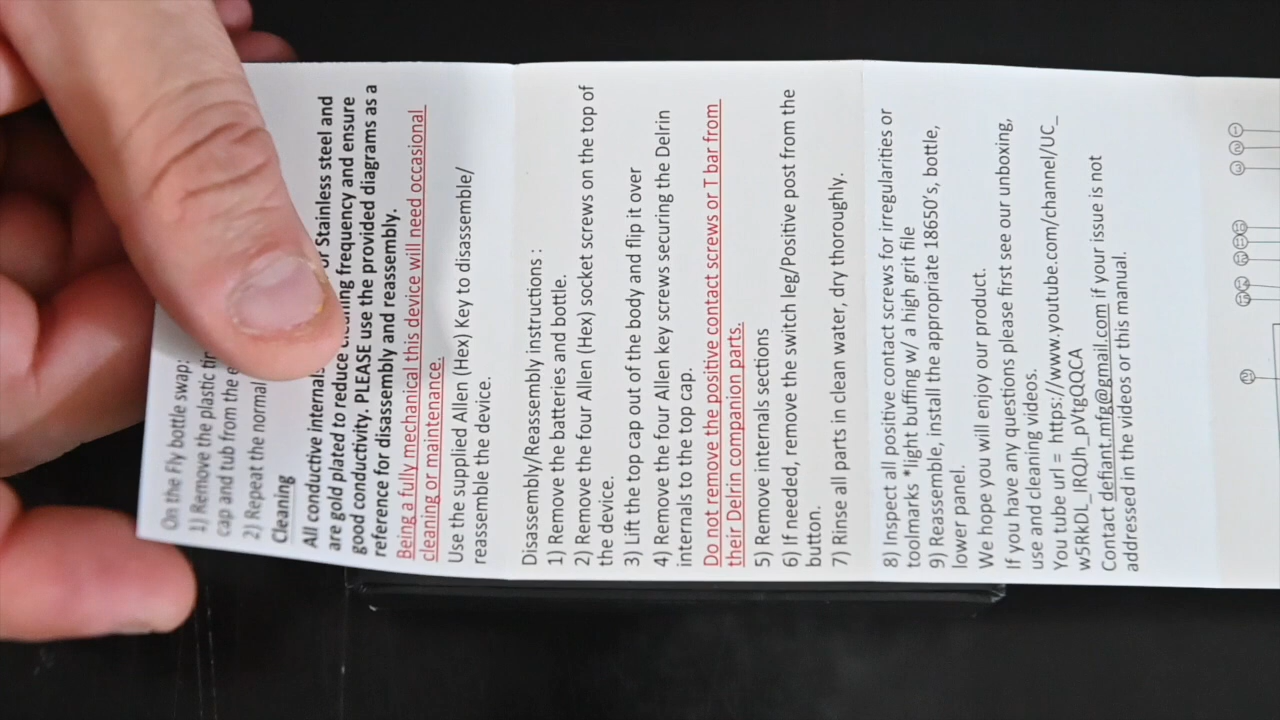 On the Fly bottle swap:
1) Remove the plastic
cap and tub from the
2) Repeat the normal
Cleaning
All conductive internals or Stainless steel and
are gold plated to reduce cleaning frequency and ensure
good conductivity. PLEASE use the provided diagrams as a
reference for disassembly and reassembly.
Being a fully mechanical this device will need occasional
cleaning or maintenance.
Use the supplied Allen (Hex) Key to disassemble/
reassemble the device.
Disassembly/Reassembly instructions :
1) Remove the batteries and bottle.
2) Remove the four Allen (Hex) socket screws on the top of
the device.
3) Lift the top cap out of the body and flip it over
4) Remove the four Allen key screws securing the Delrin
internals to the top cap.
Do not remove the positive contact screws or T bar from
their Delrin companion parts.
5) Remove internals sections
6) If needed, remove the switch leg/Positive post from the
button.
7) Rinse all parts in clean water, dry thoroughly.
8) Inspect all positive contact screws for irregularities or
toolmarks *light buffing w/ a high grit file
9) Reassemble, install the appropriate 18650's, bottle,
lower panel.
We hope you will enjoy our product.
If you have any questions please first see our unboxing,
use and cleaning videos.
You tube url = https://www.youtube.com/channel/UC_
w5RkDL_IRQJh_pVtgQQCA
Contact defiant.mfg@gmail.com if your issue is not
addressed in the videos or this manual.
1
2
3